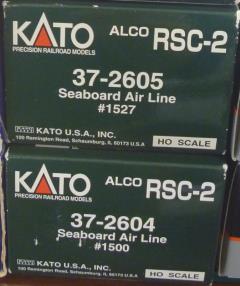 KATO
PRECISION RAILROAD MODELS
ALCO RSC-2
37-2605
Seaboard Air Line
#1527
KATO U.S.A., INC.
100 Remington Road, Schaumburg, IL 60173 U.S.A
HO SCALE
KATO
PRECISION RAILROAD MODELS
ALCO RSC-2
37-2604
Seaboard Air Line
#1500
KATO U.S.A., INC.
100 Remington Road, Schaumburg, IL 60173 U.S.A
HO SCALE